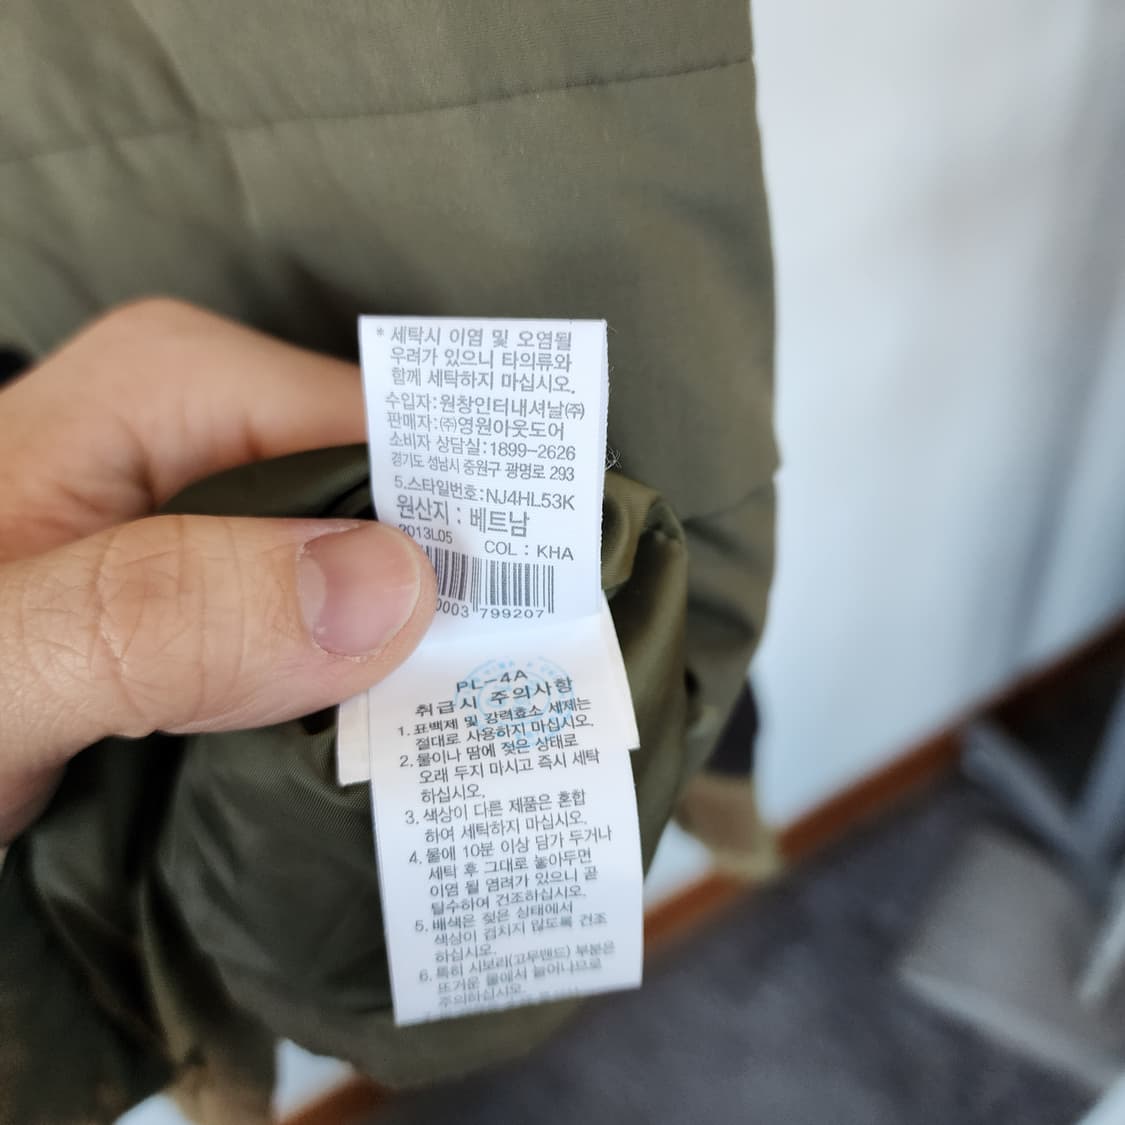 * 세탁시 이염 및 오염될
우려가 있으니 타의류와
함께 세탁하지 마십시오.
수입자:원창인터내셔날㈜
판매자:㈜영원아웃도어
소비자 상담실:1899-2626
경기도 성남시 중원구 광명로 293
5.스타일번호:NJ4HL53K
원산지 : 베트남
2013L05 COL : KHA
0003 799207
PL-4A
취급시 주의사항
1. 표백제 및 강력효소 세제는
절대로 사용하지 마십시오.
2. 물이나 땀에 젖은 상태로
오래 두지 마시고 즉시 세탁
하십시오.
3. 색상이 다른 제품은 혼합
하여 세탁하지 마십시오.
4. 물에 10분 이상 담가 두거나
세탁 후 그대로 놓아두면
이염 될 염려가 있으니 곧
탈수하여 건조하십시오.
5. 배색은 젖은 상태에서
색상이 겹치지 않도록 건조
하십시오.
6. 특히 시보리(고무밴드) 부분은
뜨거운 물에서 늘어나므로
주의하십시오.